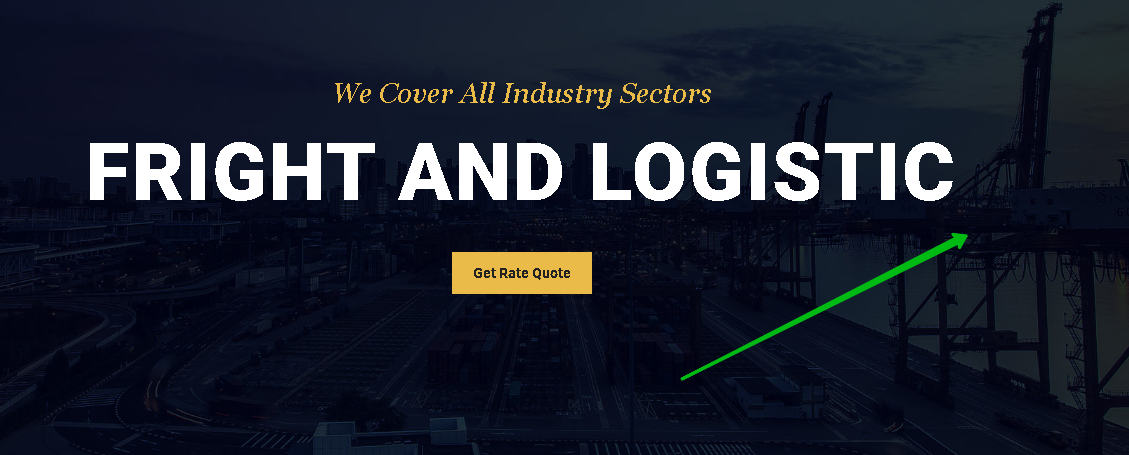 We Cover All Industry Sectors
FRIGHT AND LOGISTIC
Get Rate Quote